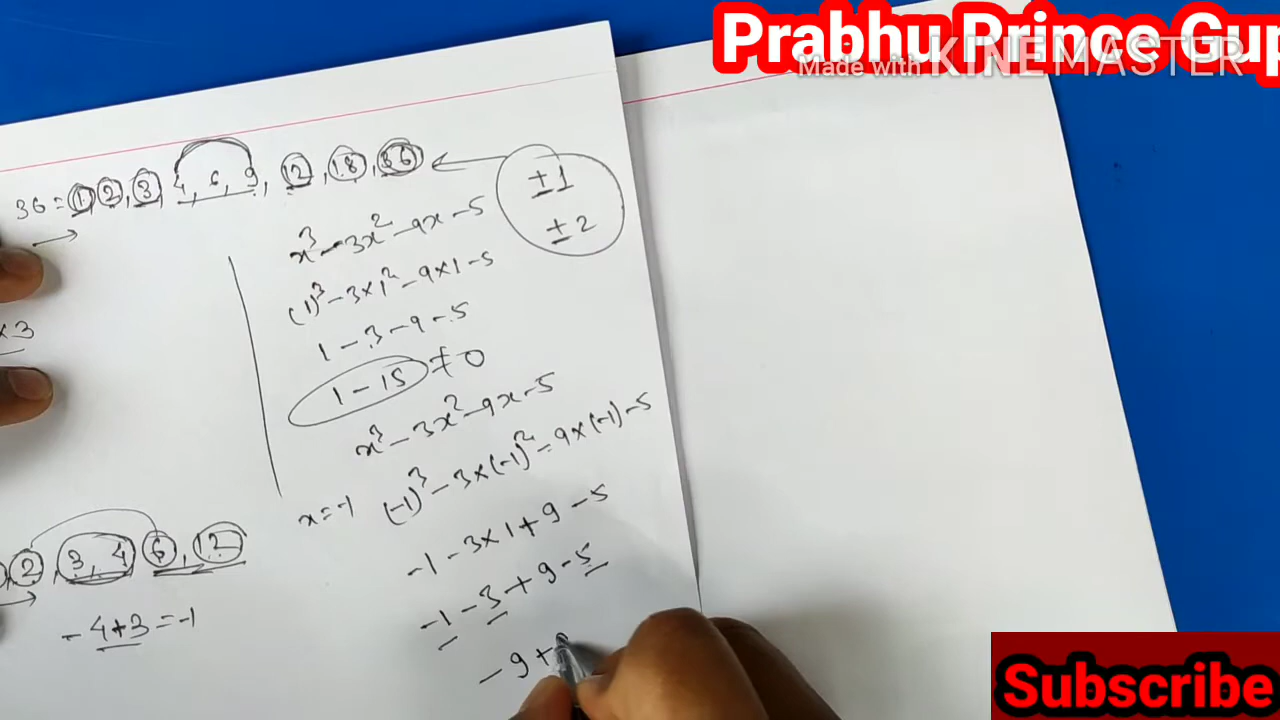 Prabhu Prince Gup
Made with KINEMASTER
36 = 1, 2, 3, 4, 6, 9, 12, 18, 36
±1
±2
x³ - 3x² - 9x - 5
(1)³ - 3×1² - 9×1 - 5
1 - 3 - 9 - 5
1 - 15 ≠ 0
x³ - 3x² - 9x - 5
x = -1 (-1)³ - 3×(-1)² - 9×(-1) - 5
-1 - 3×1 + 9 - 5
-1 - 3 + 9 - 5
- 9 +
×3
2, 3, 4, 6, 12
- 4+3 = -1
Subscribe